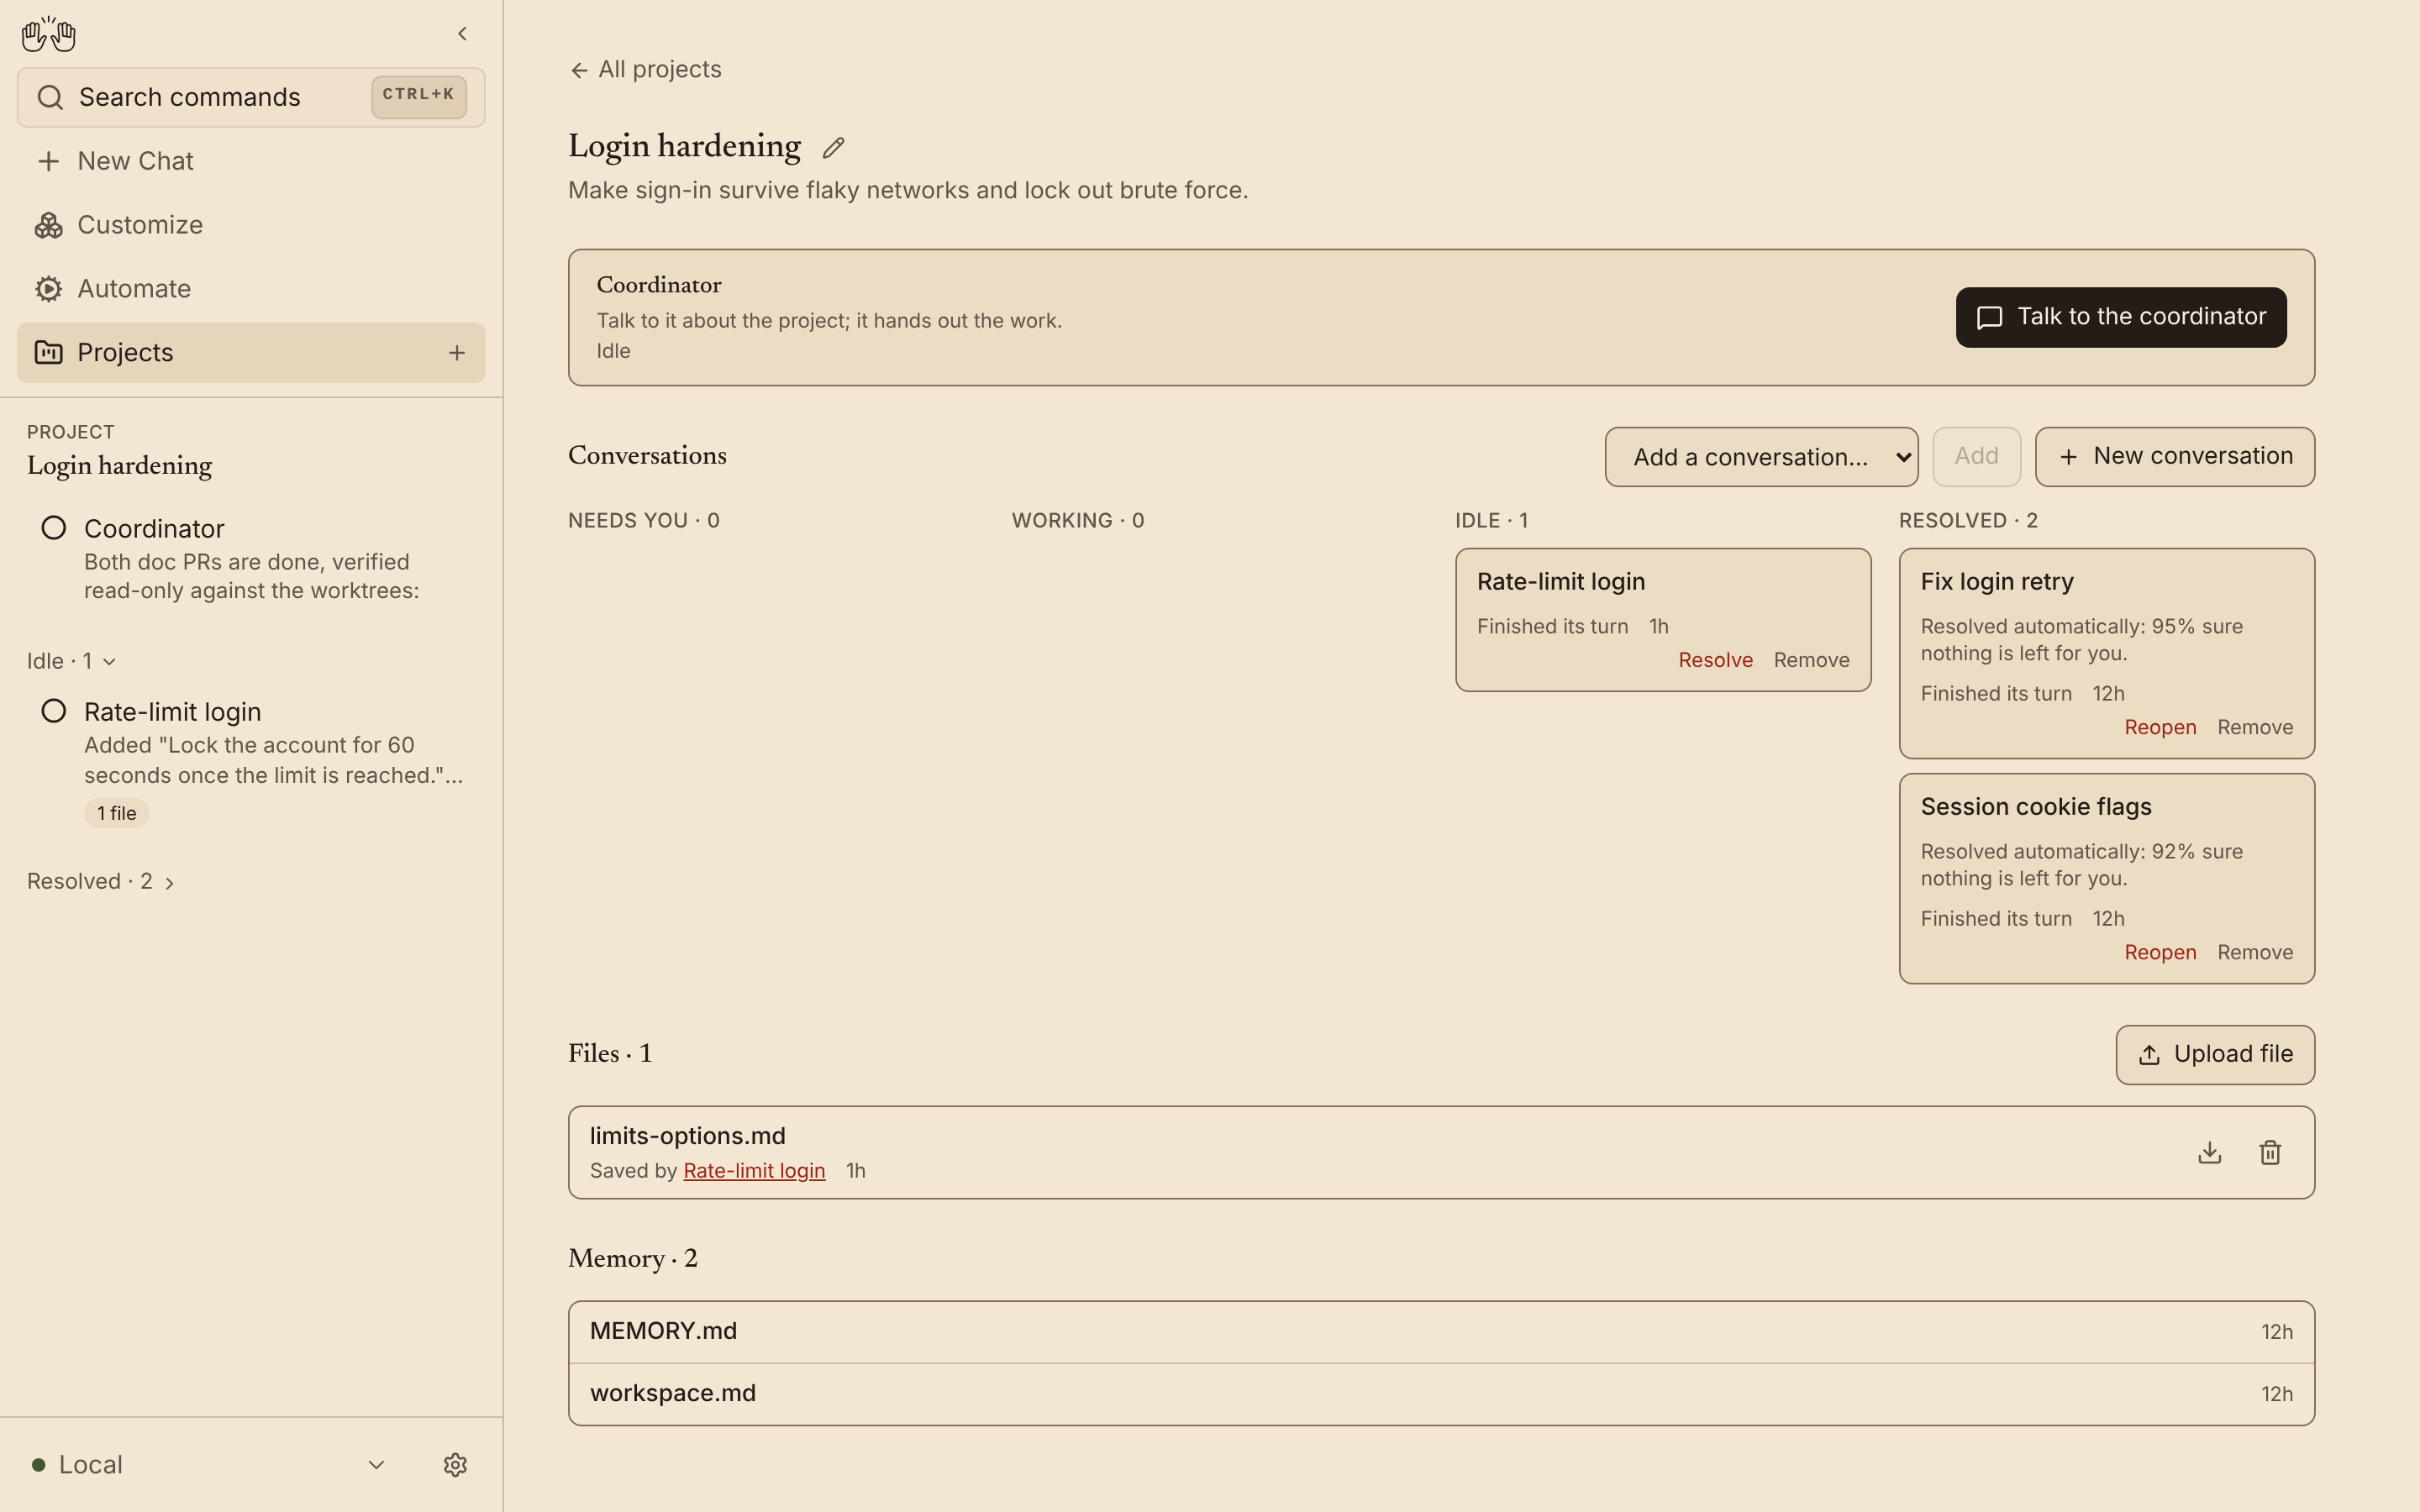 Search commands
CTRL+K
New Chat
Customize
Automate
Projects
PROJECT
Login hardening
Coordinator
Both doc PRs are done, verified
read-only against the worktrees:
Idle · 1
Rate-limit login
Added "Lock the account for 60
seconds once the limit is reached."...
1 file
Resolved · 2
Local
All projects
Login hardening
Make sign-in survive flaky networks and lock out brute force.
Coordinator
Talk to it about the project; it hands out the work.
Idle
Talk to the coordinator
Conversations
Add a conversation...
Add
New conversation
NEEDS YOU · 0
WORKING · 0
IDLE · 1
Rate-limit login
Finished its turn 1h
Resolve Remove
RESOLVED · 2
Fix login retry
Resolved automatically: 95% sure
nothing is left for you.
Finished its turn 12h
Reopen Remove
Session cookie flags
Resolved automatically: 92% sure
nothing is left for you.
Finished its turn 12h
Reopen Remove
Files · 1
Upload file
limits-options.md
Saved by Rate-limit login 1h
Memory · 2
MEMORY.md 12h
workspace.md 12h